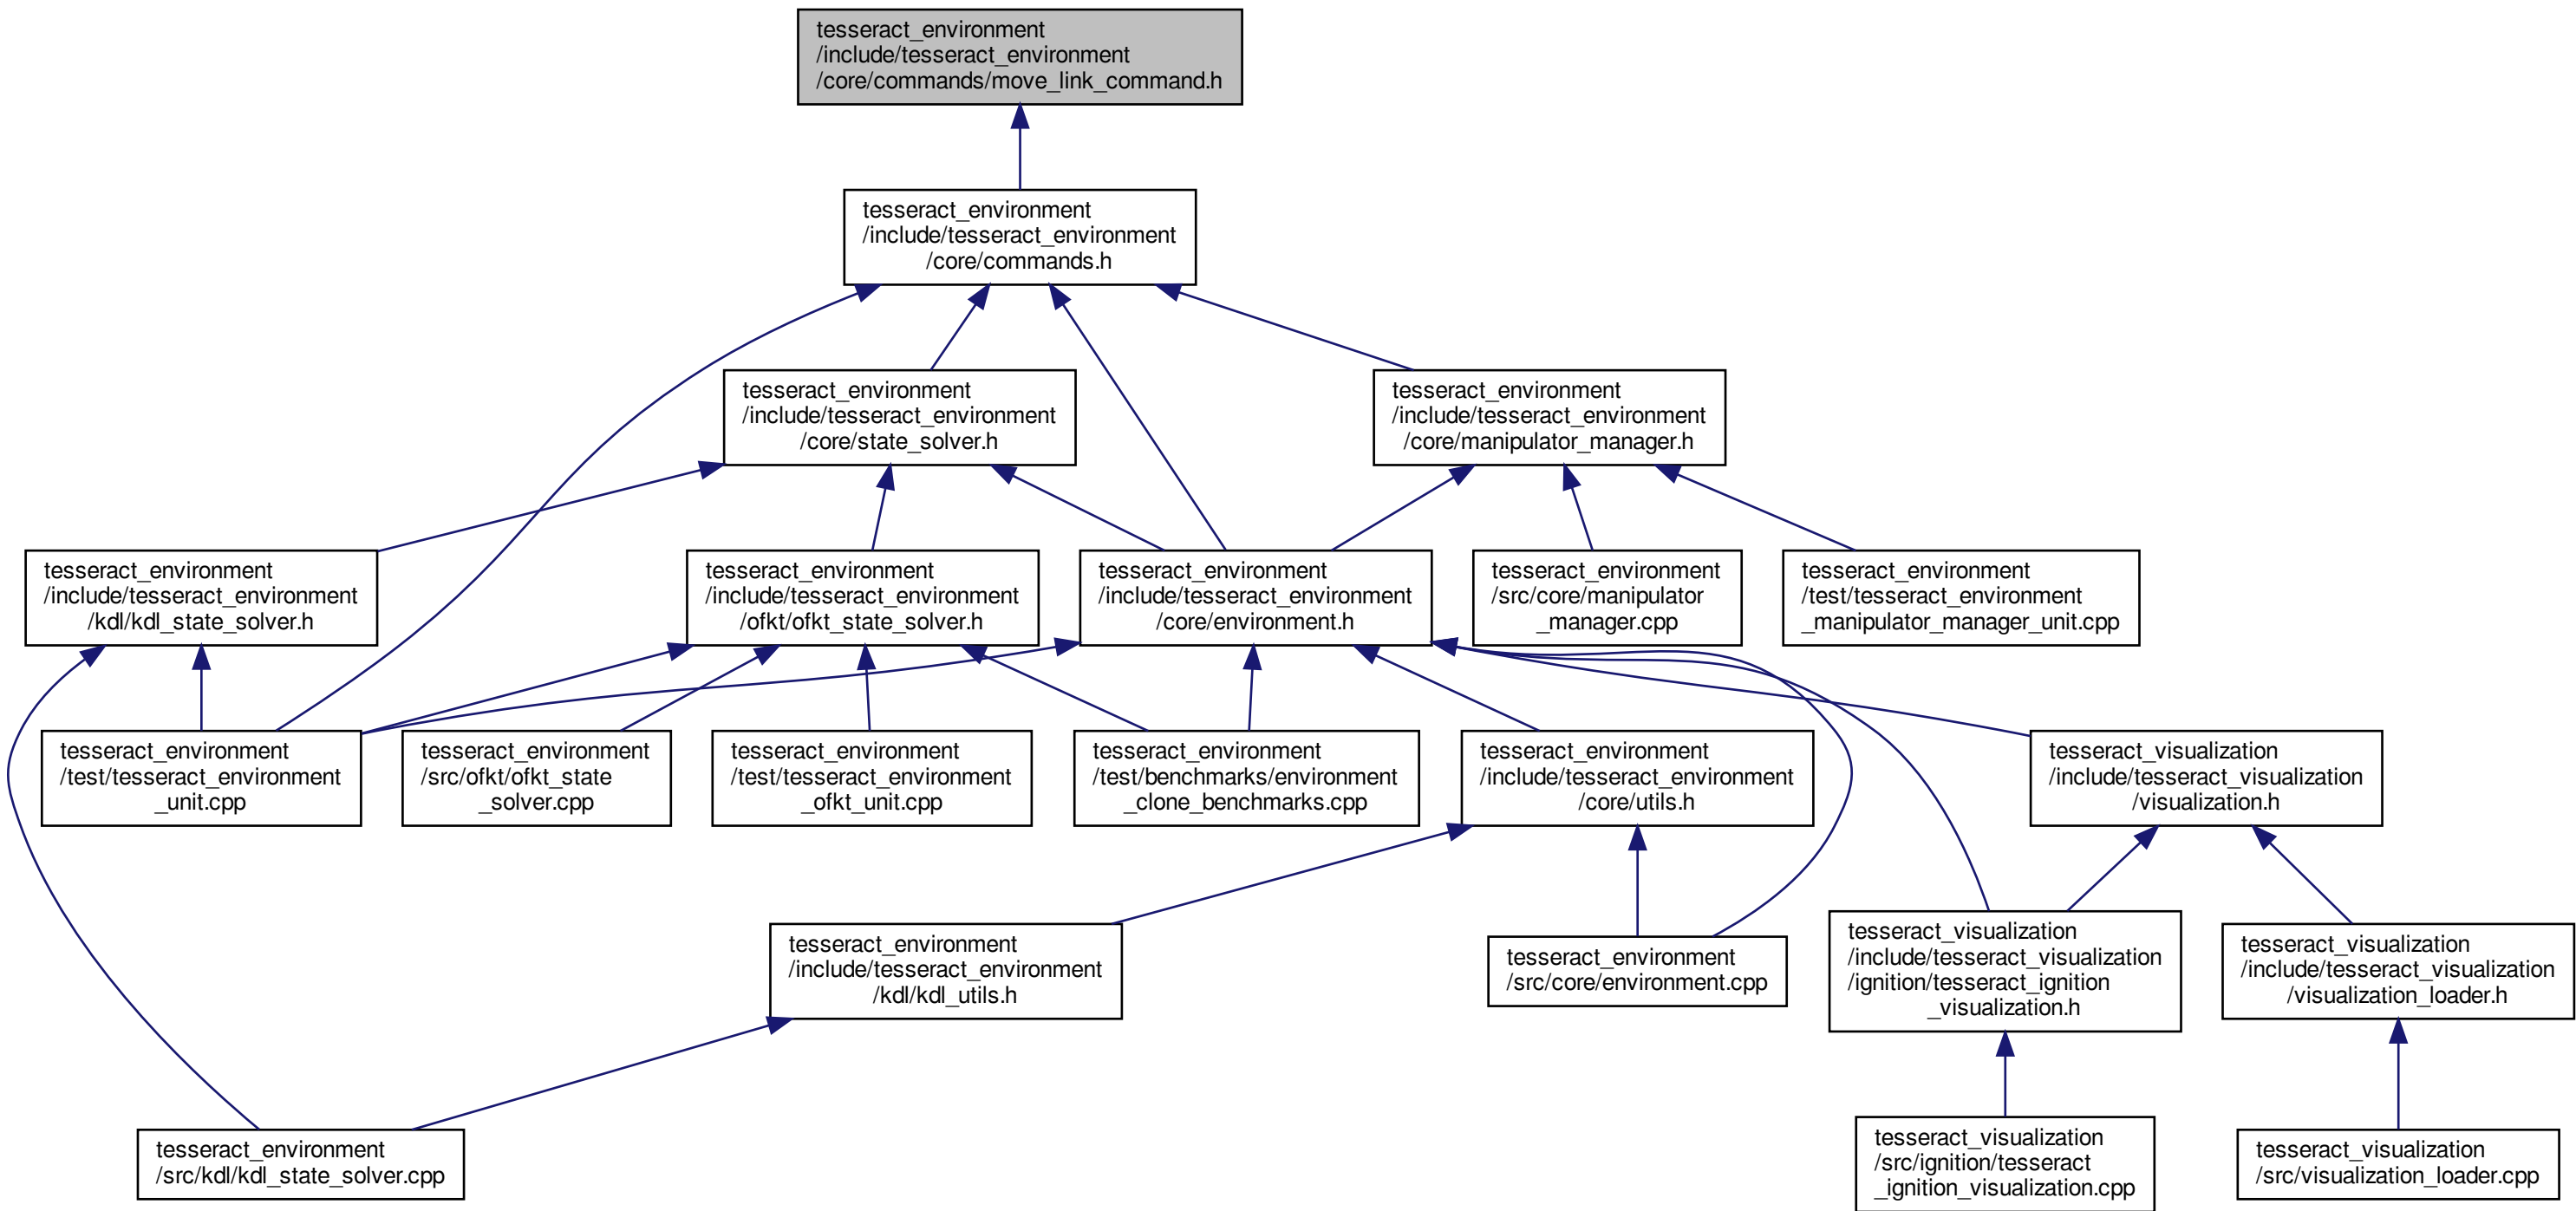 tesseract_environment
/include/tesseract_environment
/core/commands/move_link_command.h
tesseract_environment
/include/tesseract_environment
/core/commands.h
tesseract_environment
/include/tesseract_environment
/core/state_solver.h
tesseract_environment
/include/tesseract_environment
/core/manipulator_manager.h
tesseract_environment
/include/tesseract_environment
/kdl/kdl_state_solver.h
tesseract_environment
/include/tesseract_environment
/ofkt/ofkt_state_solver.h
tesseract_environment
/include/tesseract_environment
/core/environment.h
tesseract_environment
/src/core/manipulator
_manager.cpp
tesseract_environment
/test/tesseract_environment
_manipulator_manager_unit.cpp
tesseract_environment
/test/tesseract_environment
_unit.cpp
tesseract_environment
/src/ofkt/ofkt_state
_solver.cpp
tesseract_environment
/test/tesseract_environment
_ofkt_unit.cpp
tesseract_environment
/test/benchmarks/environment
_clone_benchmarks.cpp
tesseract_environment
/include/tesseract_environment
/core/utils.h
tesseract_visualization
/include/tesseract_visualization
/visualization.h
tesseract_environment
/include/tesseract_environment
/kdl/kdl_utils.h
tesseract_environment
/src/core/environment.cpp
tesseract_visualization
/include/tesseract_visualization
/ignition/tesseract_ignition
_visualization.h
tesseract_visualization
/include/tesseract_visualization
/visualization_loader.h
tesseract_environment
/src/kdl/kdl_state_solver.cpp
tesseract_visualization
/src/ignition/tesseract
_ignition_visualization.cpp
tesseract_visualization
/src/visualization_loader.cpp